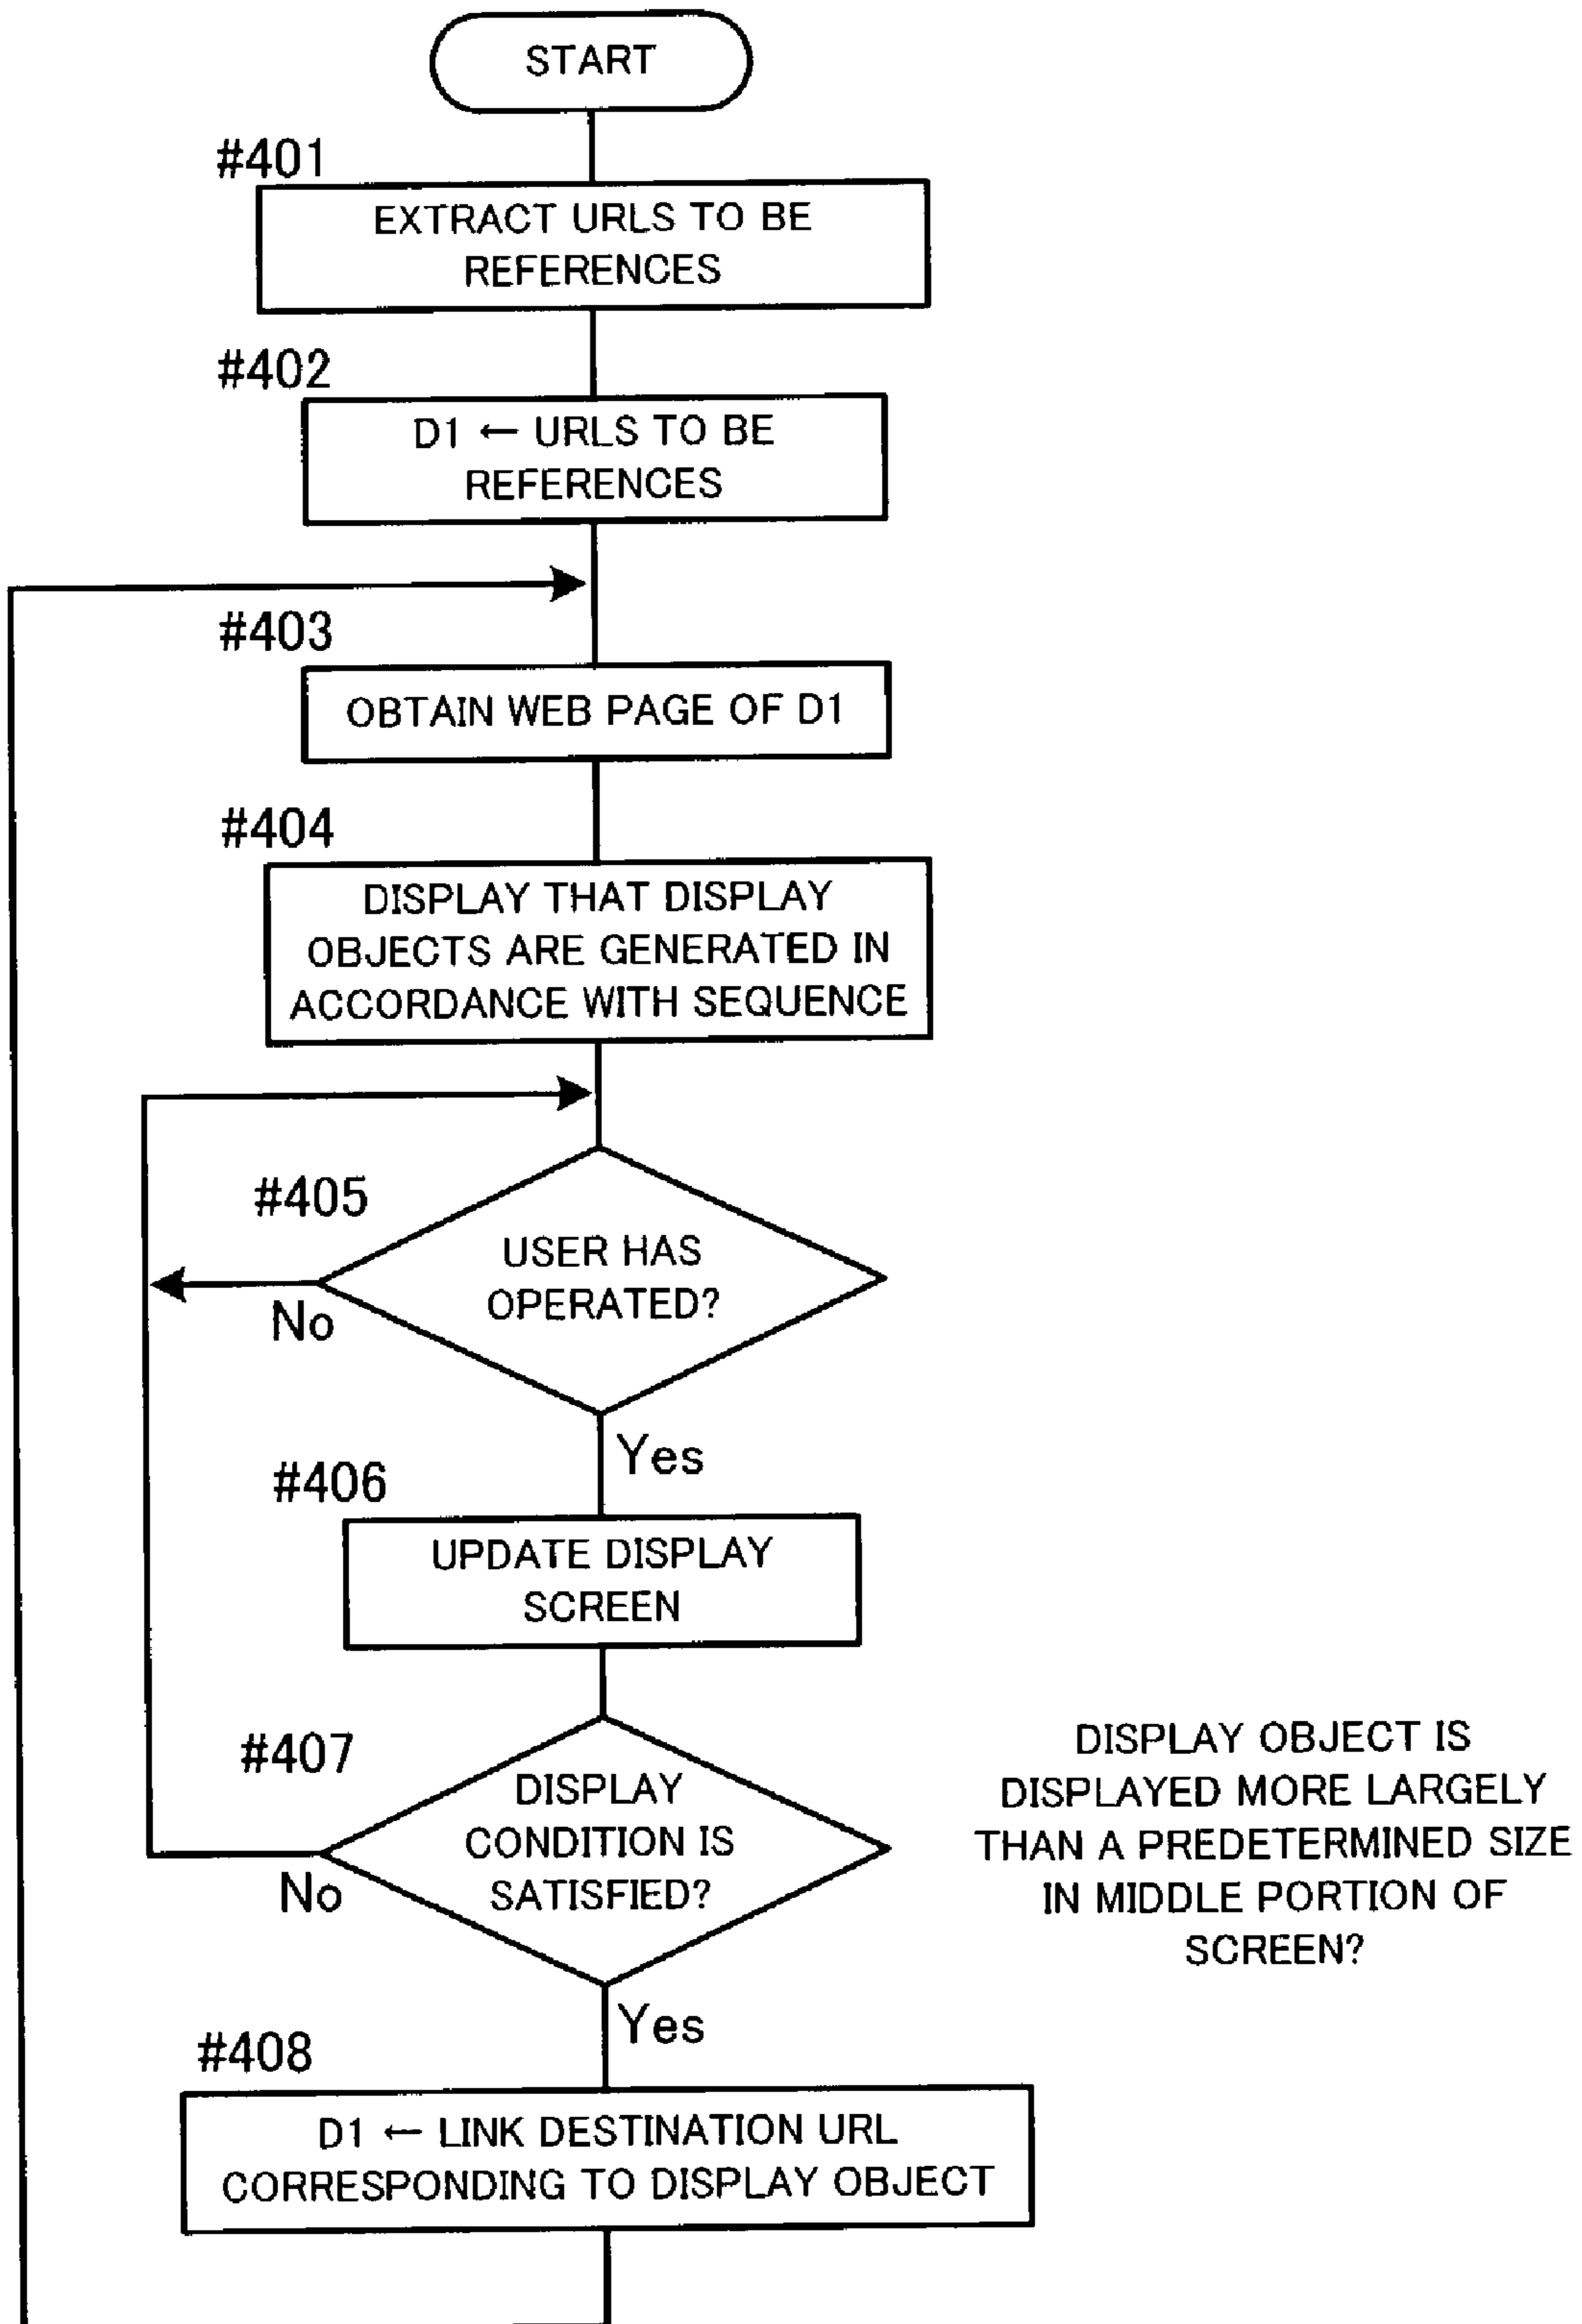 START
#401
EXTRACT URLS TO BE
REFERENCES
#402
D1 ← URLS TO BE
REFERENCES
#403
OBTAIN WEB PAGE OF D1
#404
DISPLAY THAT DISPLAY
OBJECTS ARE GENERATED IN
ACCORDANCE WITH SEQUENCE
#405
USER HAS
OPERATED?
No
Yes
#406
UPDATE DISPLAY
SCREEN
#407
DISPLAY
CONDITION IS
SATISFIED?
No
DISPLAY OBJECT IS
DISPLAYED MORE LARGELY
THAN A PREDETERMINED SIZE
IN MIDDLE PORTION OF
SCREEN?
Yes
#408
D1 ← LINK DESTINATION URL
CORRESPONDING TO DISPLAY OBJECT